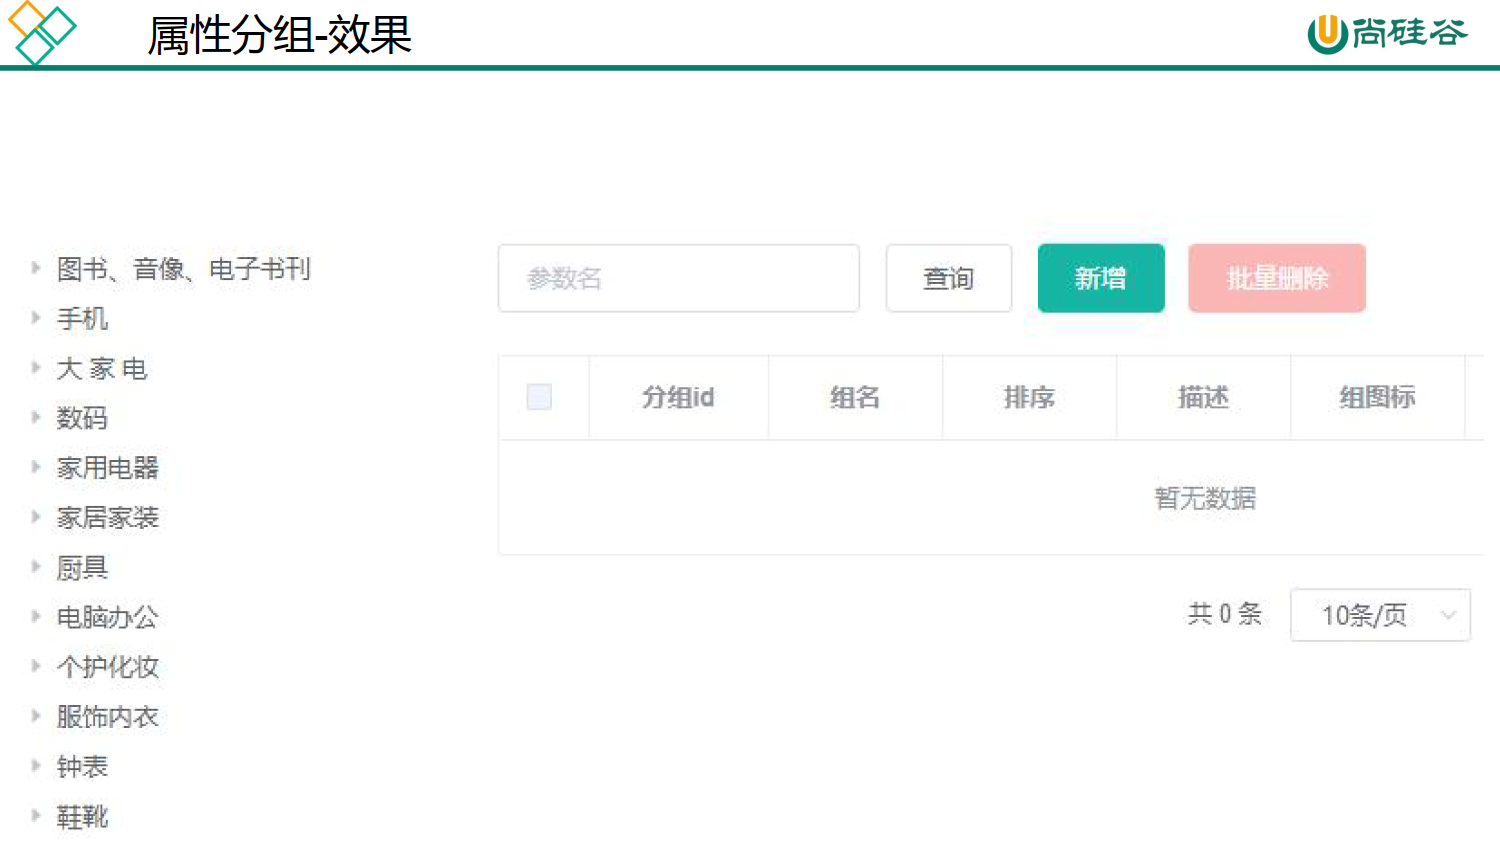 属性分组-效果
尚硅谷
图书、音像、电子书刊
手机
大 家 电
数码
家用电器
家居家装
厨具
电脑办公
个护化妆
服饰内衣
钟表
鞋靴
参数名 查询 新增 批量删除
分组id 组名 排序 描述 组图标
暂无数据
共 0 条 10条/页